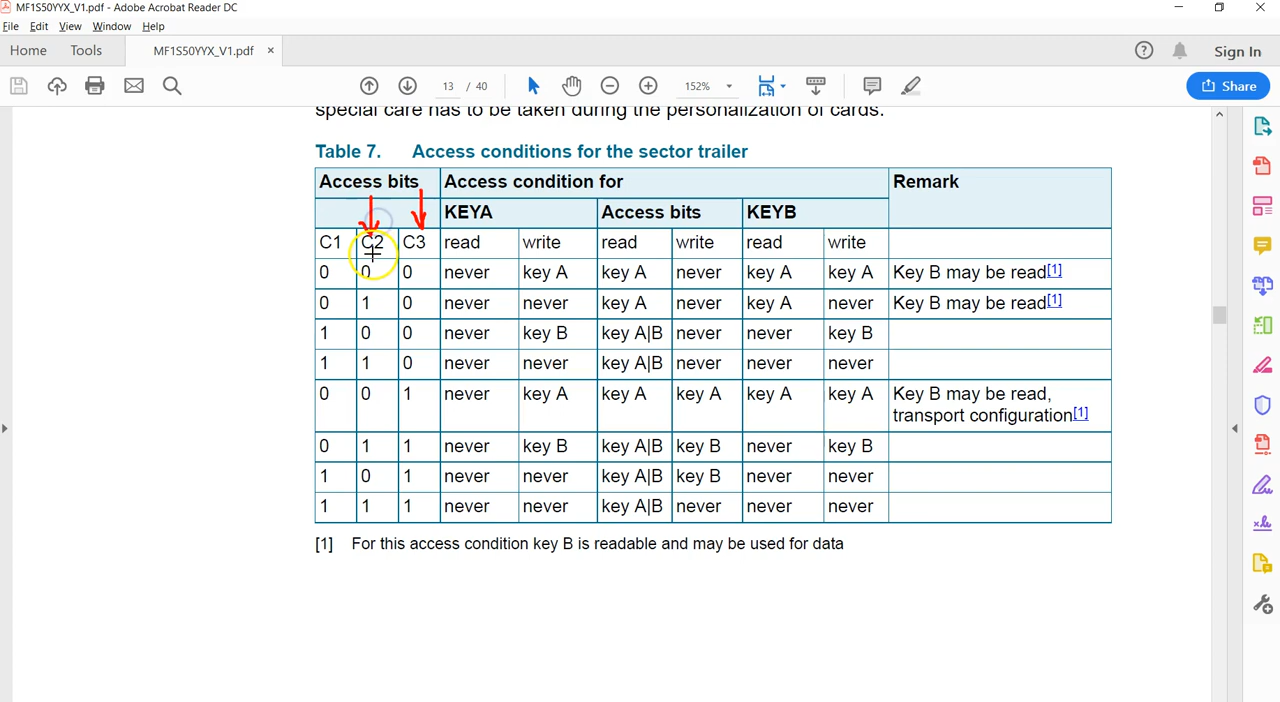 MF1S50YYX_V1.pdf - Adobe Acrobat Reader DC
File Edit View Window Help
Home Tools MF1S50YYX_V1.pdf × Sign In
13 / 40 152% Share
special care has to be taken during the personalization of cards.
Table 7. Access conditions for the sector trailer
Access bits Access condition for Remark
KEYA Access bits KEYB
C1 C2 C3 read write read write read write
0 0 0 never key A key A never key A key A Key B may be read[1]
0 1 0 never never key A never key A never Key B may be read[1]
1 0 0 never key B key A|B never never key B
1 1 0 never never key A|B never never never
0 0 1 never key A key A key A key A key A Key B may be read,
transport configuration[1]
0 1 1 never key B key A|B key B never key B
1 0 1 never never key A|B key B never never
1 1 1 never never key A|B never never never
[1] For this access condition key B is readable and may be used for data